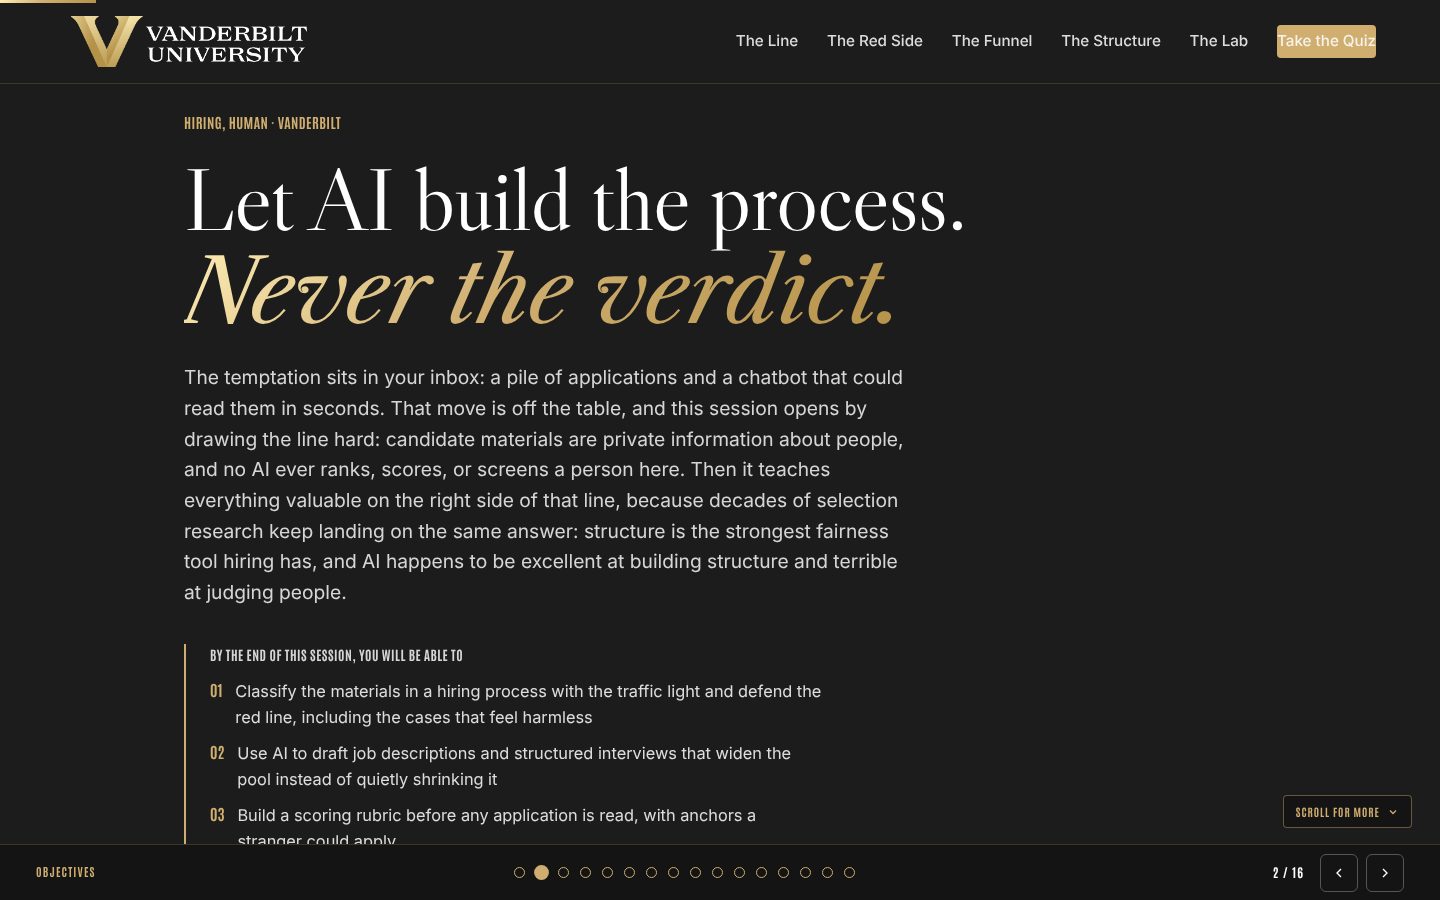 VANDERBILT
UNIVERSITY
The Line
The Red Side
The Funnel
The Structure
The Lab
Take the Quiz
HIRING, HUMAN · VANDERBILT
Let AI build the process.
Never the verdict.
The temptation sits in your inbox: a pile of applications and a chatbot that could
read them in seconds. That move is off the table, and this session opens by
drawing the line hard: candidate materials are private information about people,
and no AI ever ranks, scores, or screens a person here. Then it teaches
everything valuable on the right side of that line, because decades of selection
research keep landing on the same answer: structure is the strongest fairness
tool hiring has, and AI happens to be excellent at building structure and terrible
at judging people.
BY THE END OF THIS SESSION, YOU WILL BE ABLE TO
01 Classify the materials in a hiring process with the traffic light and defend the
red line, including the cases that feel harmless
02 Use AI to draft job descriptions and structured interviews that widen the
pool instead of quietly shrinking it
03 Build a scoring rubric before any application is read, with anchors a
stranger could apply
SCROLL FOR MORE
OBJECTIVES
2 / 16